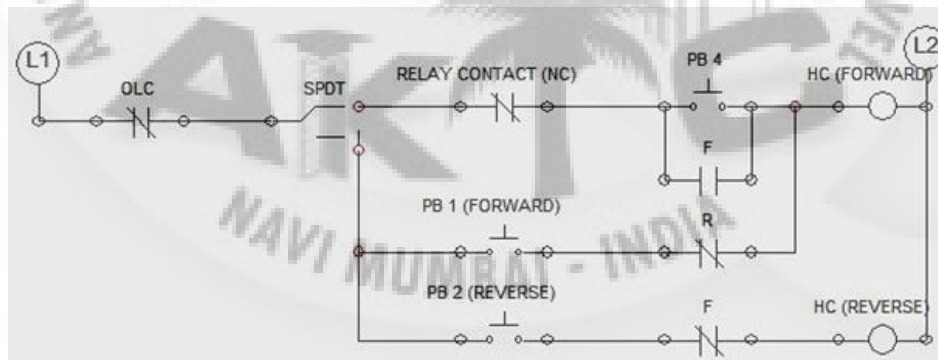 L1
L2
OLC
SPDT
RELAY CONTACT (NC)
PB 4
HC (FORWARD)
F
PB 1 (FORWARD)
R
PB 2 (REVERSE)
F
HC (REVERSE)
AKTS
NAVI MUMBAI - INDIA